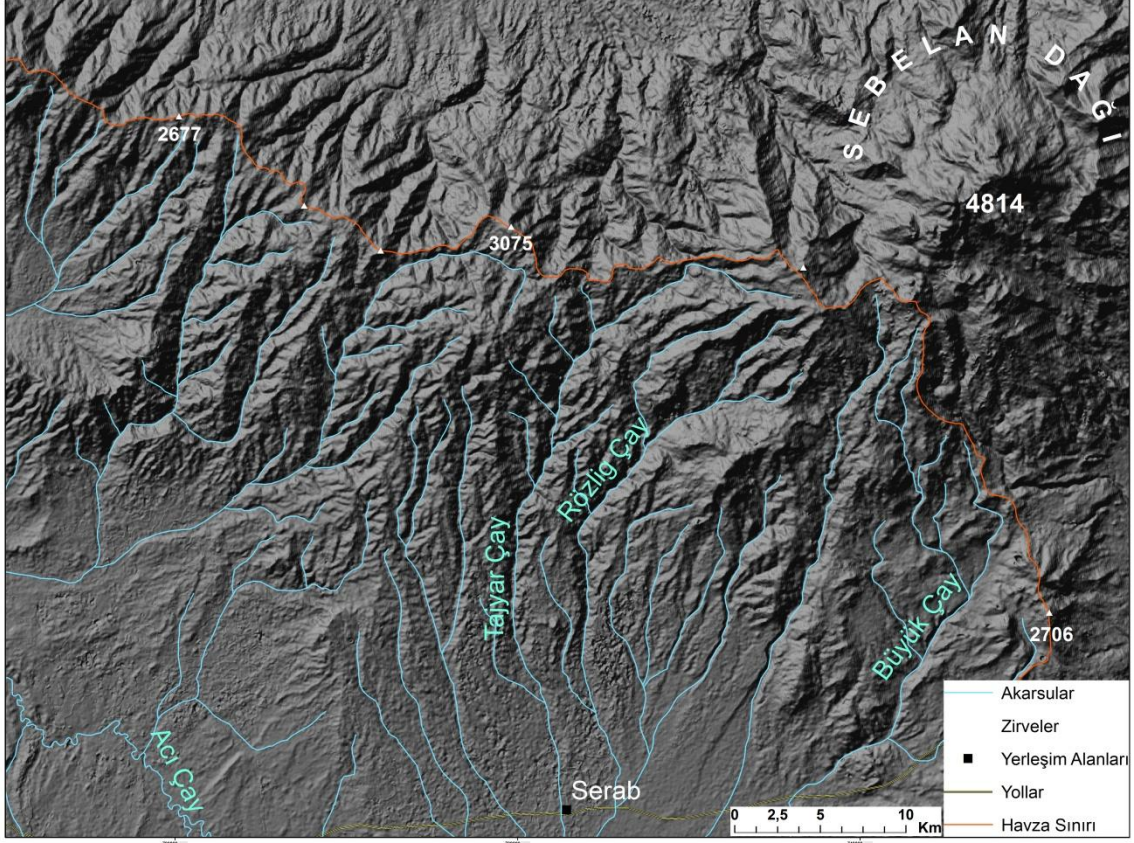 SEBELAN DAĞI
2677
4814
3075
Rözlig Çay
Tajyar Çay
Büyük Çay
2706
Acı Çay
Serab
Akarsular
Zirveler
Yerleşim Alanları
Yollar
Havza Sınırı
0 2,5 5 10
Km